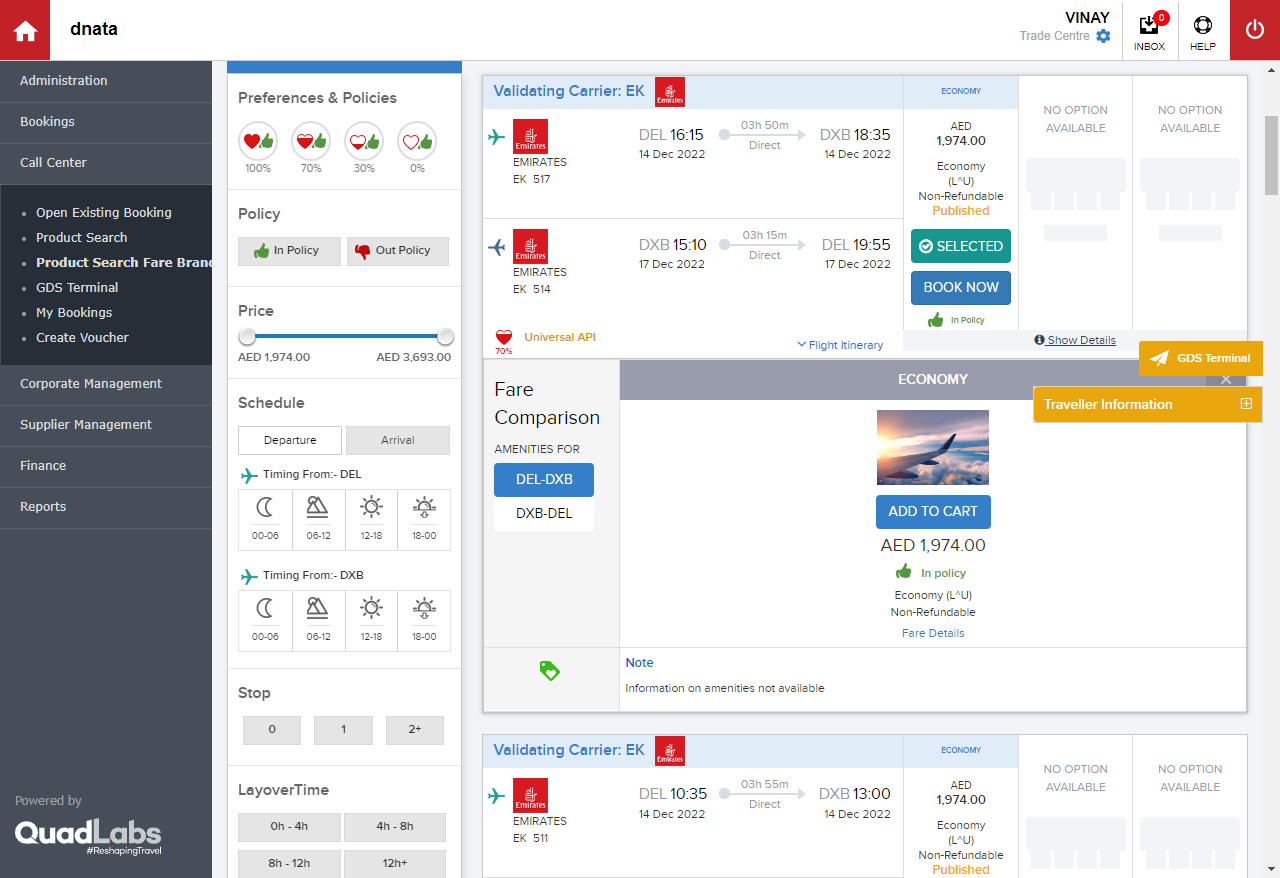 dnata
VINAY
Trade Centre
0
INBOX
HELP
Administration
Bookings
Call Center
Open Existing Booking
Product Search
Product Search Fare Brand
GDS Terminal
My Bookings
Create Voucher
Corporate Management
Supplier Management
Finance
Reports
Powered by
QuadLabs
#ReshapingTravel
Preferences & Policies
100% 70% 30% 0%
Policy
In Policy Out Policy
Price
AED 1,974.00 AED 3,693.00
Schedule
Departure Arrival
Timing From:- DEL
00-06 06-12 12-18 18-00
Timing From:- DXB
00-06 06-12 12-18 18-00
Stop
0 1 2+
LayoverTime
0h - 4h 4h - 8h
8h - 12h 12h+
Validating Carrier: EK Emirates
Emirates
EMIRATES
EK 517
DEL 16:15
14 Dec 2022
03h 50m
Direct
DXB 18:35
14 Dec 2022
Emirates
EMIRATES
EK 514
DXB 15:10
17 Dec 2022
03h 15m
Direct
DEL 19:55
17 Dec 2022
70%
Universal API
Flight Itinerary
ECONOMY
AED
1,974.00
Economy
(L^U)
Non-Refundable
Published
SELECTED
BOOK NOW
In Policy
NO OPTION
AVAILABLE
NO OPTION
AVAILABLE
Show Details
GDS Terminal
Traveller Information
Fare
Comparison
AMENITIES FOR
DEL-DXB
DXB-DEL
ECONOMY
X
ADD TO CART
AED 1,974.00
In policy
Economy (L^U)
Non-Refundable
Fare Details
Note
Information on amenities not available
Validating Carrier: EK Emirates
Emirates
EMIRATES
EK 511
DEL 10:35
14 Dec 2022
03h 55m
Direct
DXB 13:00
14 Dec 2022
ECONOMY
AED
1,974.00
Economy
(L^U)
Non-Refundable
Published
NO OPTION
AVAILABLE
NO OPTION
AVAILABLE